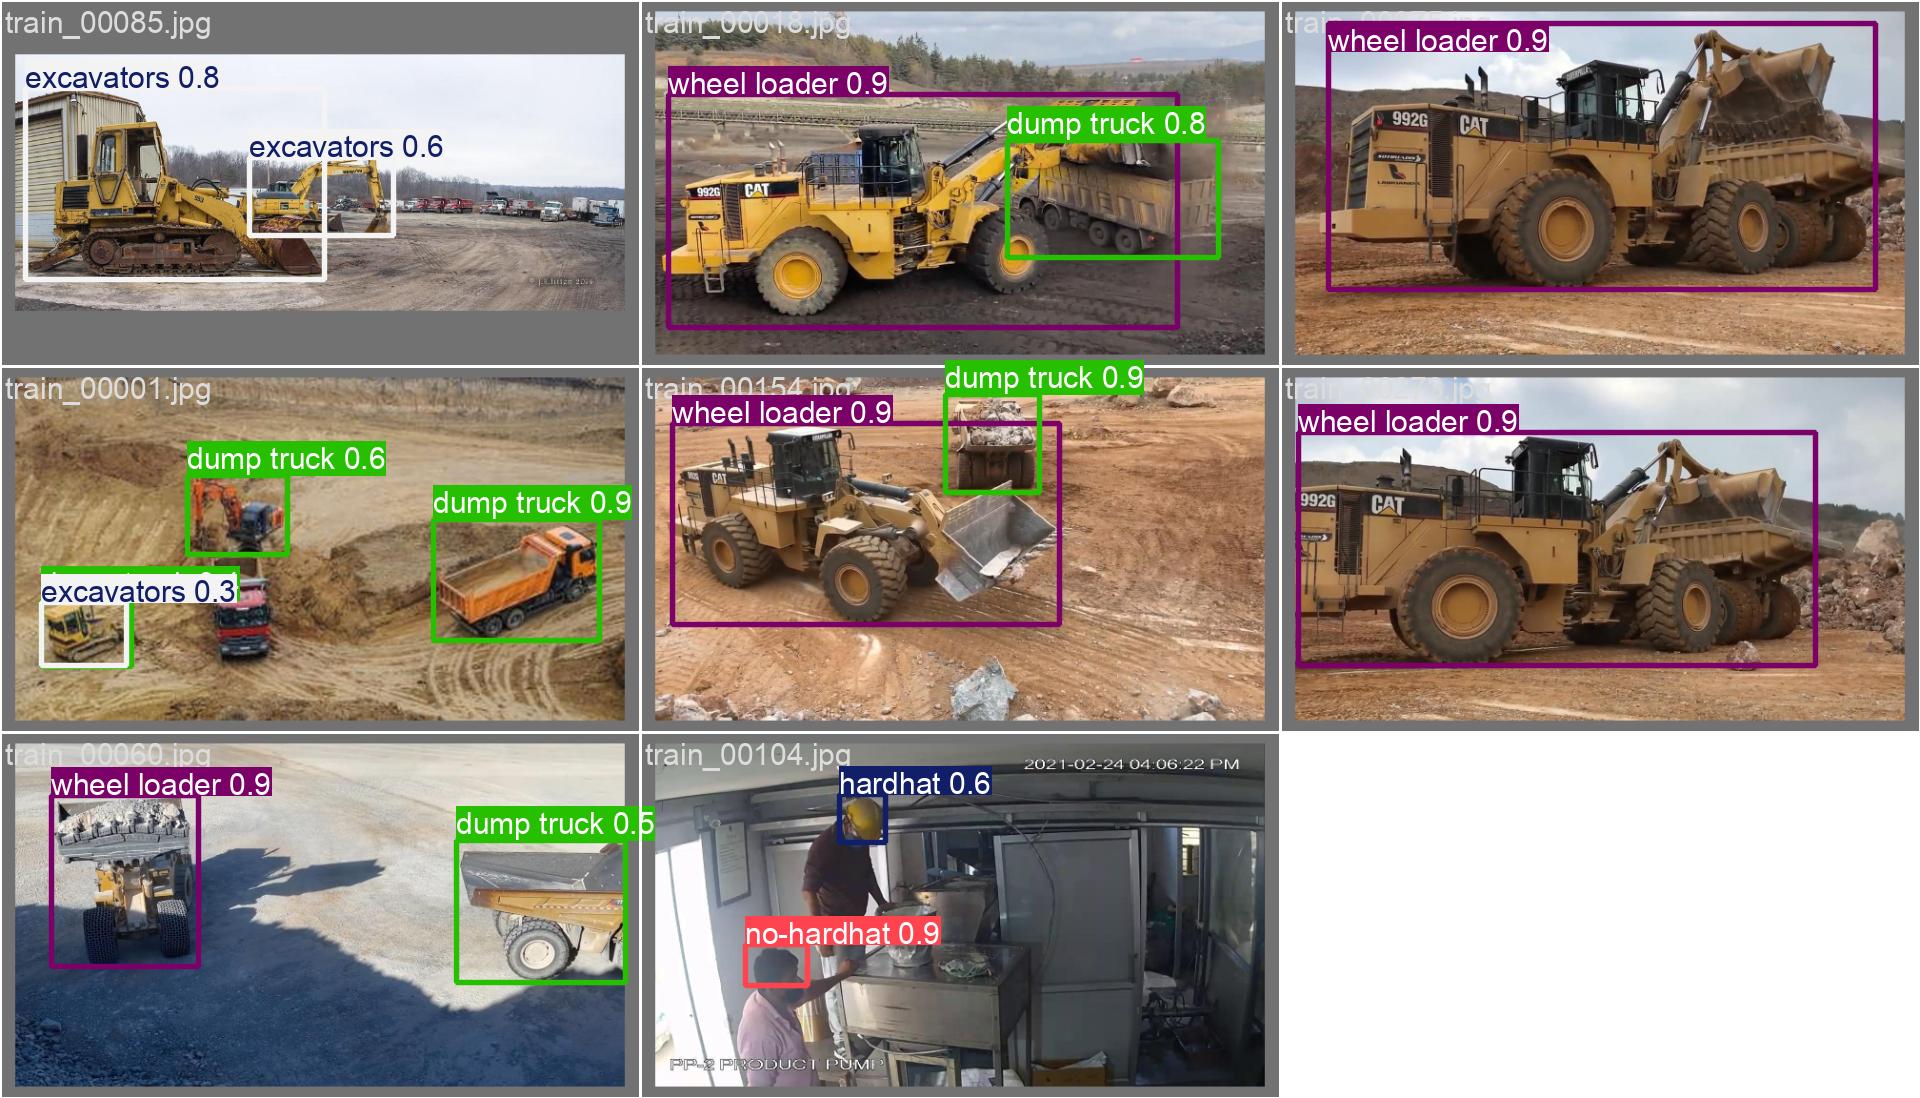 train_00085.jpg
excavators 0.8
excavators 0.6
train_00018.jpg
wheel loader 0.9
dump truck 0.8
992G
CAT
wheel loader 0.9
992G
CAT
train_00001.jpg
dump truck 0.6
dump truck 0.9
excavators 0.3
train_00154.jpg
dump truck 0.9
wheel loader 0.9
CAT
wheel loader 0.9
992G
CAT
train_00060.jpg
wheel loader 0.9
dump truck 0.5
train_00104.jpg
2021-02-24 04:06:22 PM
hardhat 0.6
no-hardhat 0.9
PP-2 PRODUCT PUMP